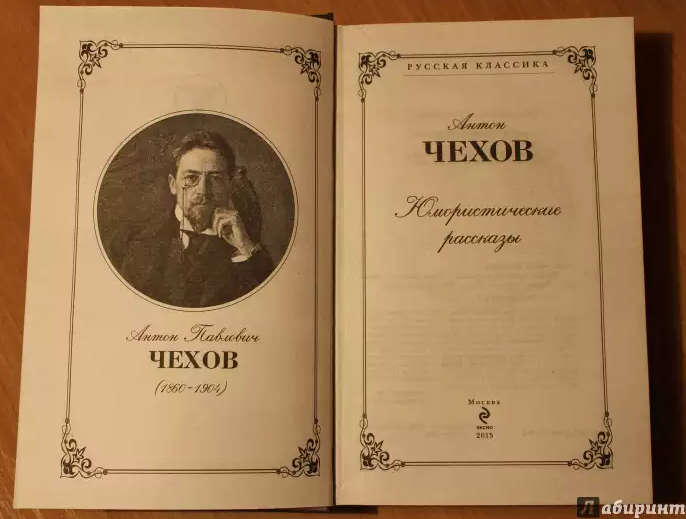 Антон Павлович
ЧЕХОВ
(1860-1904)
РУССКАЯ КЛАССИКА
Антон
ЧЕХОВ
Юмористические
рассказы
Москва
ЭКСМО
2015
Лабиринт